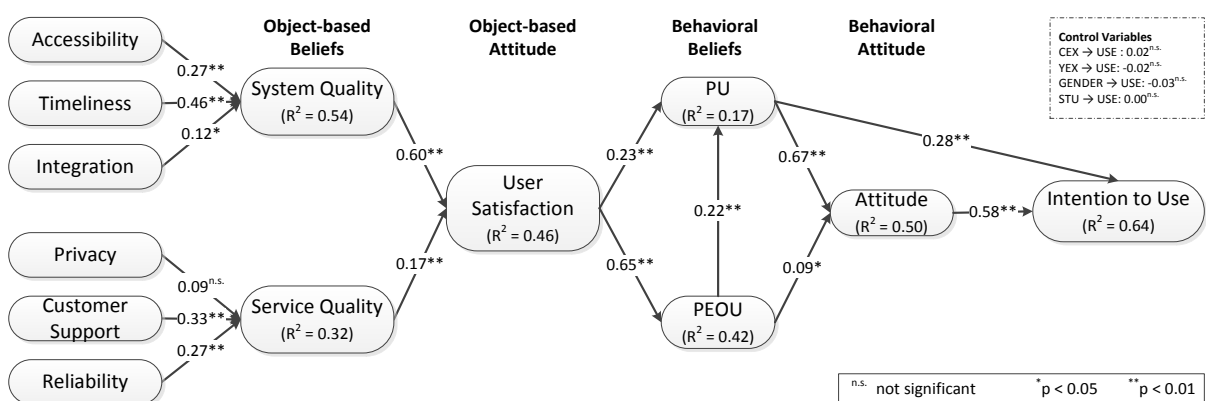 Accessibility
Timeliness
Integration
0.27**
0.46**
0.12*
Privacy
Customer
Support
Reliability
0.09n.s.
0.33**
0.27**
Object-based
Beliefs
System Quality
(R² = 0.54)
Service Quality
(R² = 0.32)
0.60**
0.17**
Object-based
Attitude
User
Satisfaction
(R² = 0.46)
0.23**
0.65**
Behavioral
Beliefs
PU
(R² = 0.17)
0.22**
PEOU
(R² = 0.42)
0.67**
0.09*
Behavioral
Attitude
Attitude
(R² = 0.50)
0.28**
0.58**
Intention to Use
(R² = 0.64)
Control Variables
CEX → USE : 0.02n.s.
YEX → USE: -0.02n.s.
GENDER → USE: -0.03n.s.
STU → USE: 0.00n.s.
n.s. not significant *p < 0.05 **p < 0.01